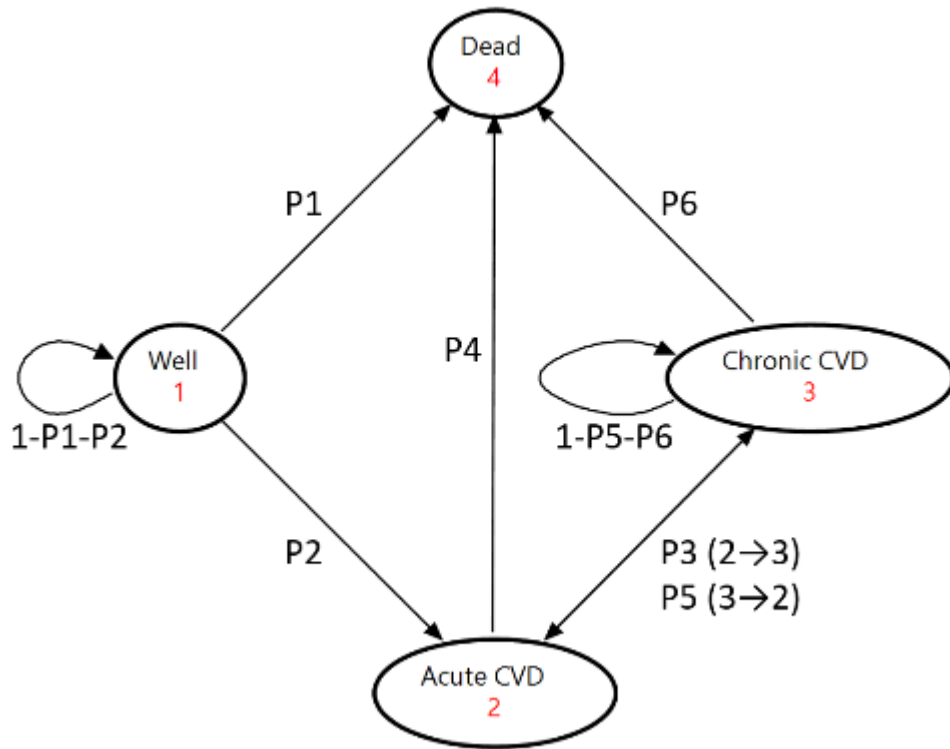 Dead
4
P1
P6
Well
1
P4
Chronic CVD
3
1-P1-P2
1-P5-P6
P2
P3 (2→3)
P5 (3→2)
Acute CVD
2